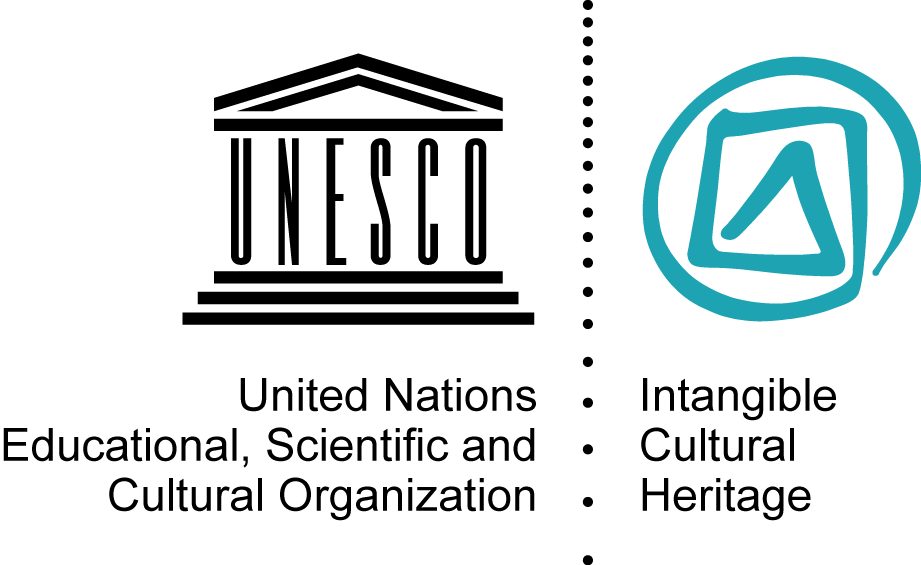 UNESCO
United Nations
Educational, Scientific and
Cultural Organization
Intangible
Cultural
Heritage